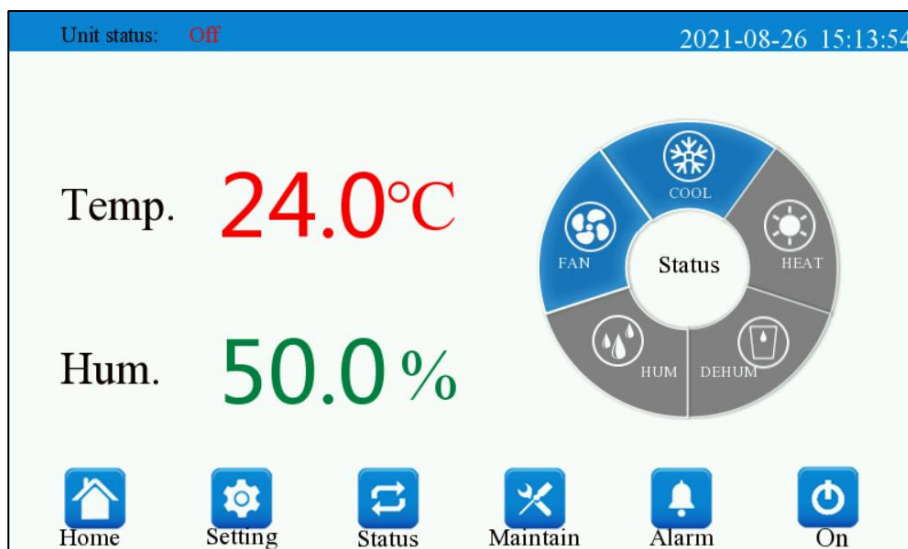 Unit status: Off
2021-08-26 15:13:54
Temp. 24.0°C
Hum. 50.0 %
COOL
FAN
HEAT
Status
HUM
DEHUM
Home
Setting
Status
Maintain
Alarm
On